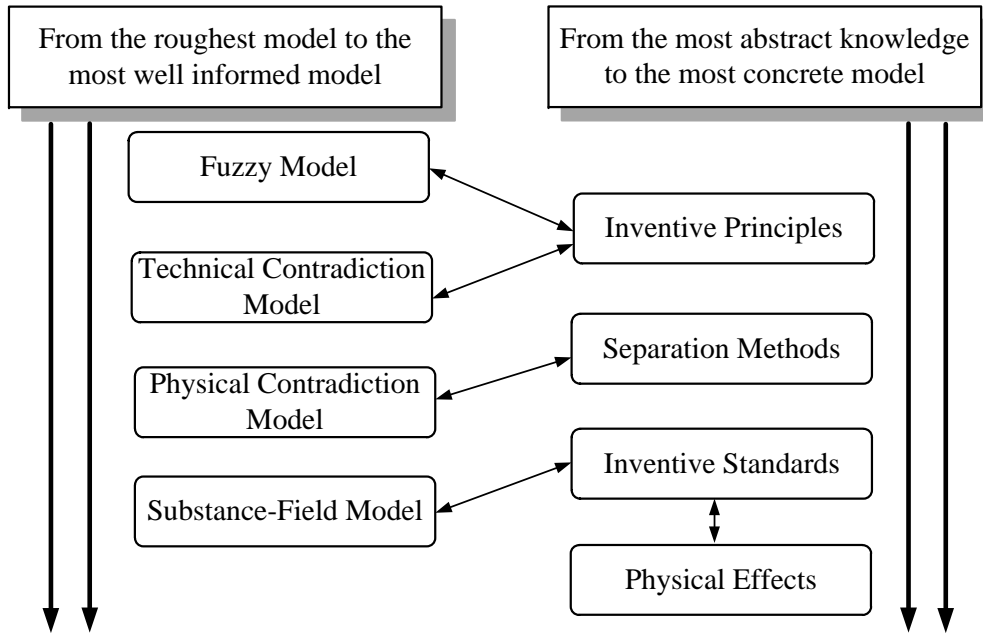 From the roughest model to the
most well informed model
From the most abstract knowledge
to the most concrete model
Fuzzy Model
Inventive Principles
Technical Contradiction
Model
Separation Methods
Physical Contradiction
Model
Inventive Standards
Substance-Field Model
Physical Effects